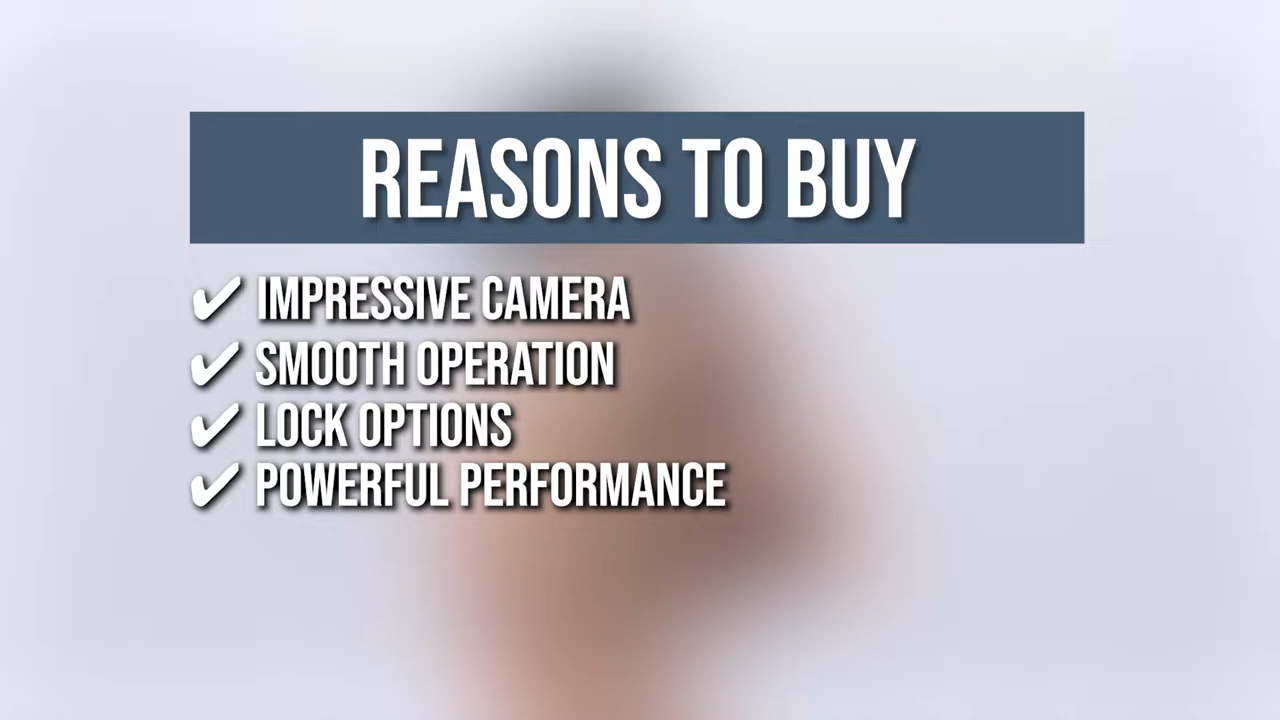 REASONS TO BUY
✔ IMPRESSIVE CAMERA
✔ SMOOTH OPERATION
✔ LOCK OPTIONS
✔ POWERFUL PERFORMANCE